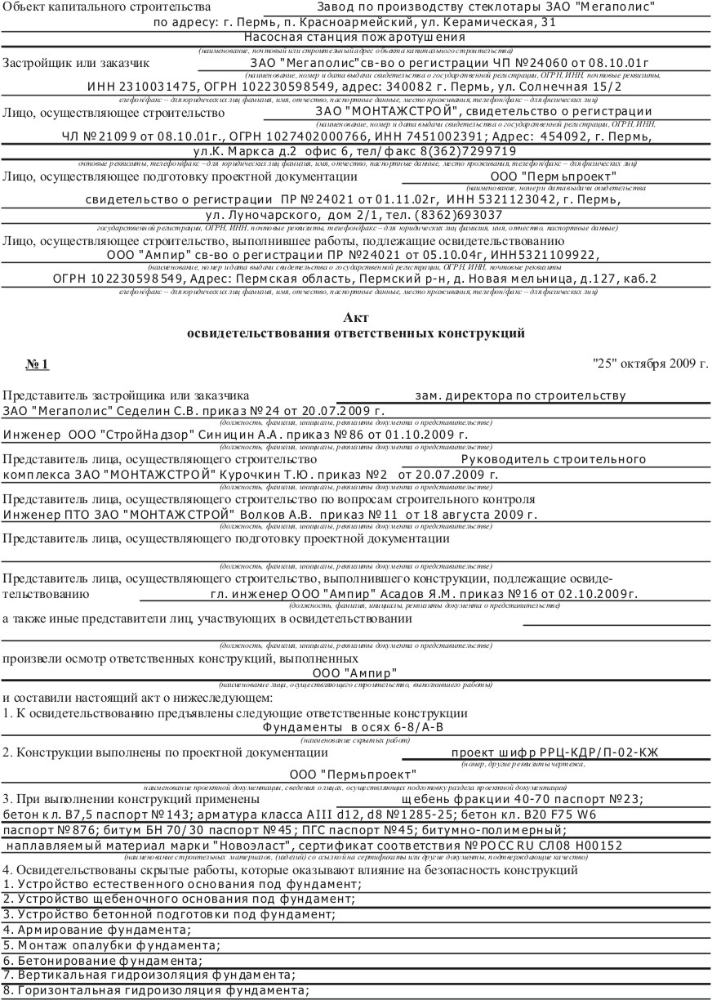 Объект капитального строительства Завод по производству стеклотары ЗАО "Мегаполис"
по адресу: г. Пермь, п. Красноармейский, ул. Керамическая, 31
Насосная станция пожаротушения
(наименование, почтовый или строительный адрес объекта капитального строительства)
Застройщик или заказчик ЗАО "Мегаполис"св-во о регистрации ЧП №24060 от 08.10.01г
(наименование, номер и дата выдачи свидетельства о государственной регистрации, ОГРН, ИНН, почтовые реквизиты,
ИНН 2310031475, ОГРН 102230598549, адрес: 340082 г. Пермь, ул. Солнечная 15/2
елефон/факс – для юридических лиц фамилия, имя, отчество, паспортные данные, место проживания, телефон/факс – для физических лиц)
Лицо, осуществляющее строительство ЗАО "МОНТАЖСТРОЙ", свидетельство о регистрации
(наименование, номер и дата выдачи свидетельства о государственной регистрации, ОГРН, ИНН,
ЧЛ №21099 от 08.10.01г., ОГРН 1027402000766, ИНН 7451002391; Адрес: 454092, г. Пермь,
ул.К. Маркса д.2 офис 6, тел/факс 8(362)7299719
очтовые реквизиты, телефон/факс – для юридических лиц фамилия, имя, отчество, паспортные данные, место проживания, телефон/факс – для физических лиц)
Лицо, осуществляющее подготовку проектной документации ООО "Пермьпроект"
(наименование, номер и дата выдачи свидетельства
свидетельство о регистрации ПР №24021 от 01.11.02г, ИНН 5321123042, г. Пермь,
ул. Луночарского, дом 2/1, тел. (8362)693037
государственной регистрации, ОГРН, ИНН, почтовые реквизиты, телефон/факс – для юридических лиц фамилия, имя, отчество, паспортные данные)
Лицо, осуществляющее строительство, выполнившее работы, подлежащие освидетельствованию
ООО "Ампир" св-во о регистрации ПР №24021 от 05.10.04г, ИНН5321109922,
(наименование, номер и дата выдачи свидетельства о государственной регистрации, ОГРН, ИНН, почтовые реквизиты
ОГРН 102230598549, Адрес: Пермская область, Пермский р-н, д. Новая мельница, д.127, каб.2
елефон/факс – для юридических лиц фамилия, имя, отчество, паспортные данные, место проживания, телефон/факс – для физических лиц)
Акт
освидетельствования ответственных конструкций
№ 1 "25" октября 2009 г.
Представитель застройщика или заказчика зам. директора по строительству
ЗАО "Мегаполис" Седелин С.В. приказ №24 от 20.07.2009 г.
(должность, фамилия, инициалы, реквизиты документа о представительстве)
Инженер ООО "СтройНадзор" Синицин А.А. приказ №86 от 01.10.2009 г.
(должность, фамилия, инициалы, реквизиты документа о представительстве)
Представитель лица, осуществляющего строительство Руководитель строительного
комплекса ЗАО "МОНТАЖСТРОЙ" Курочкин Т.Ю. приказ №2 от 20.07.2009 г.
(должность, фамилия, инициалы, реквизиты документа о представительстве)
Представитель лица, осуществляющего строительство по вопросам строительного контроля
Инженер ПТО ЗАО "МОНТАЖСТРОЙ" Волков А.В. приказ №11 от 18 августа 2009 г.
(должность, фамилия, инициалы, реквизиты документа о представительстве)
Представитель лица, осуществляющего подготовку проектной документации
(должность, фамилия, инициалы, реквизиты документа о представительстве)
Представитель лица, осуществляющего строительство, выполнившего конструкции, подлежащие освиде-
тельствованию гл. инженер ООО "Ампир" Асадов Я.М. приказ №16 от 02.10.2009г.
(должность, фамилия, инициалы, реквизиты документа о представительстве)
а также иные представители лиц, участвующих в освидетельствовании
(должность, фамилия, инициалы, реквизиты документа о представительстве)
произвели осмотр ответственных конструкций, выполненных
ООО "Ампир"
(наименование лица, осуществляющего строительство, выполнившего работы)
и составили настоящий акт о нижеследующем:
1. К освидетельствованию предъявлены следующие ответственные конструкции
Фундаменты в осях 6-8/А-В
(наименование скрытых работ)
2. Конструкции выполнены по проектной документации проект шифр РРЦ-КДР/П-02-КЖ
(номер, другие реквизиты чертежа,
ООО "Пермьпроект"
наименование проектной документации, сведения о лицах, осуществляющих подготовку раздела проектной документации)
3. При выполнении конструкций применены щебень фракции 40-70 паспорт №23;
бетон кл. В7,5 паспорт №143; арматура класса АIII d12, d8 №1285-25; бетон кл. В20 F75 W6
паспорт №876; битум БН 70/30 паспорт №45; ПГС паспорт №45; битумно-полимерный;
наплавляемый материал марки "Новоэласт", сертификат соответствия №РОСС RU СЛ08 Н00152
(наименование строительных материалов, (изделий) со ссылкой на сертификаты или другие документы, подтверждающие качество)
4. Освидетельствованы скрытые работы, которые оказывают влияние на безопасность конструкций
1. Устройство естественного основания под фундамент;
2. Устройство щебеночного основания под фундамент;
3. Устройство бетонной подготовки под фундамент;
4. Армирование фундамента;
5. Монтаж опалубки фундамента;
6. Бетонирование фундамента;
7. Вертикальная гидроизоляция фундамента;
8. Горизонтальная гидроизоляция фундамента;